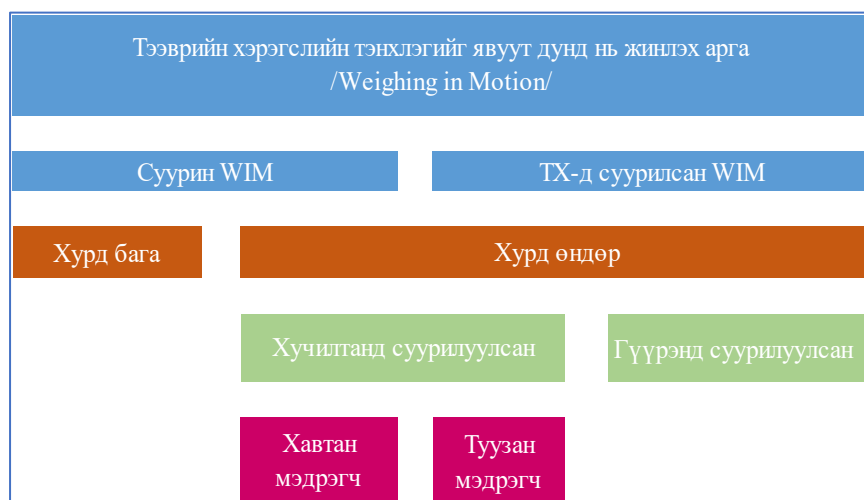 Тээврийн хэрэгслийн тэнхлэгийг явуут дунд нь жинлэх арга
/Weighing in Motion/
Суурин WIM
ТХ-д суурилсан WIM
Хурд бага
Хурд өндөр
Хучилтанд суурилуулсан
Гүүрэнд суурилуулсан
Хавтан
мэдрэгч
Туузан
мэдрэгч